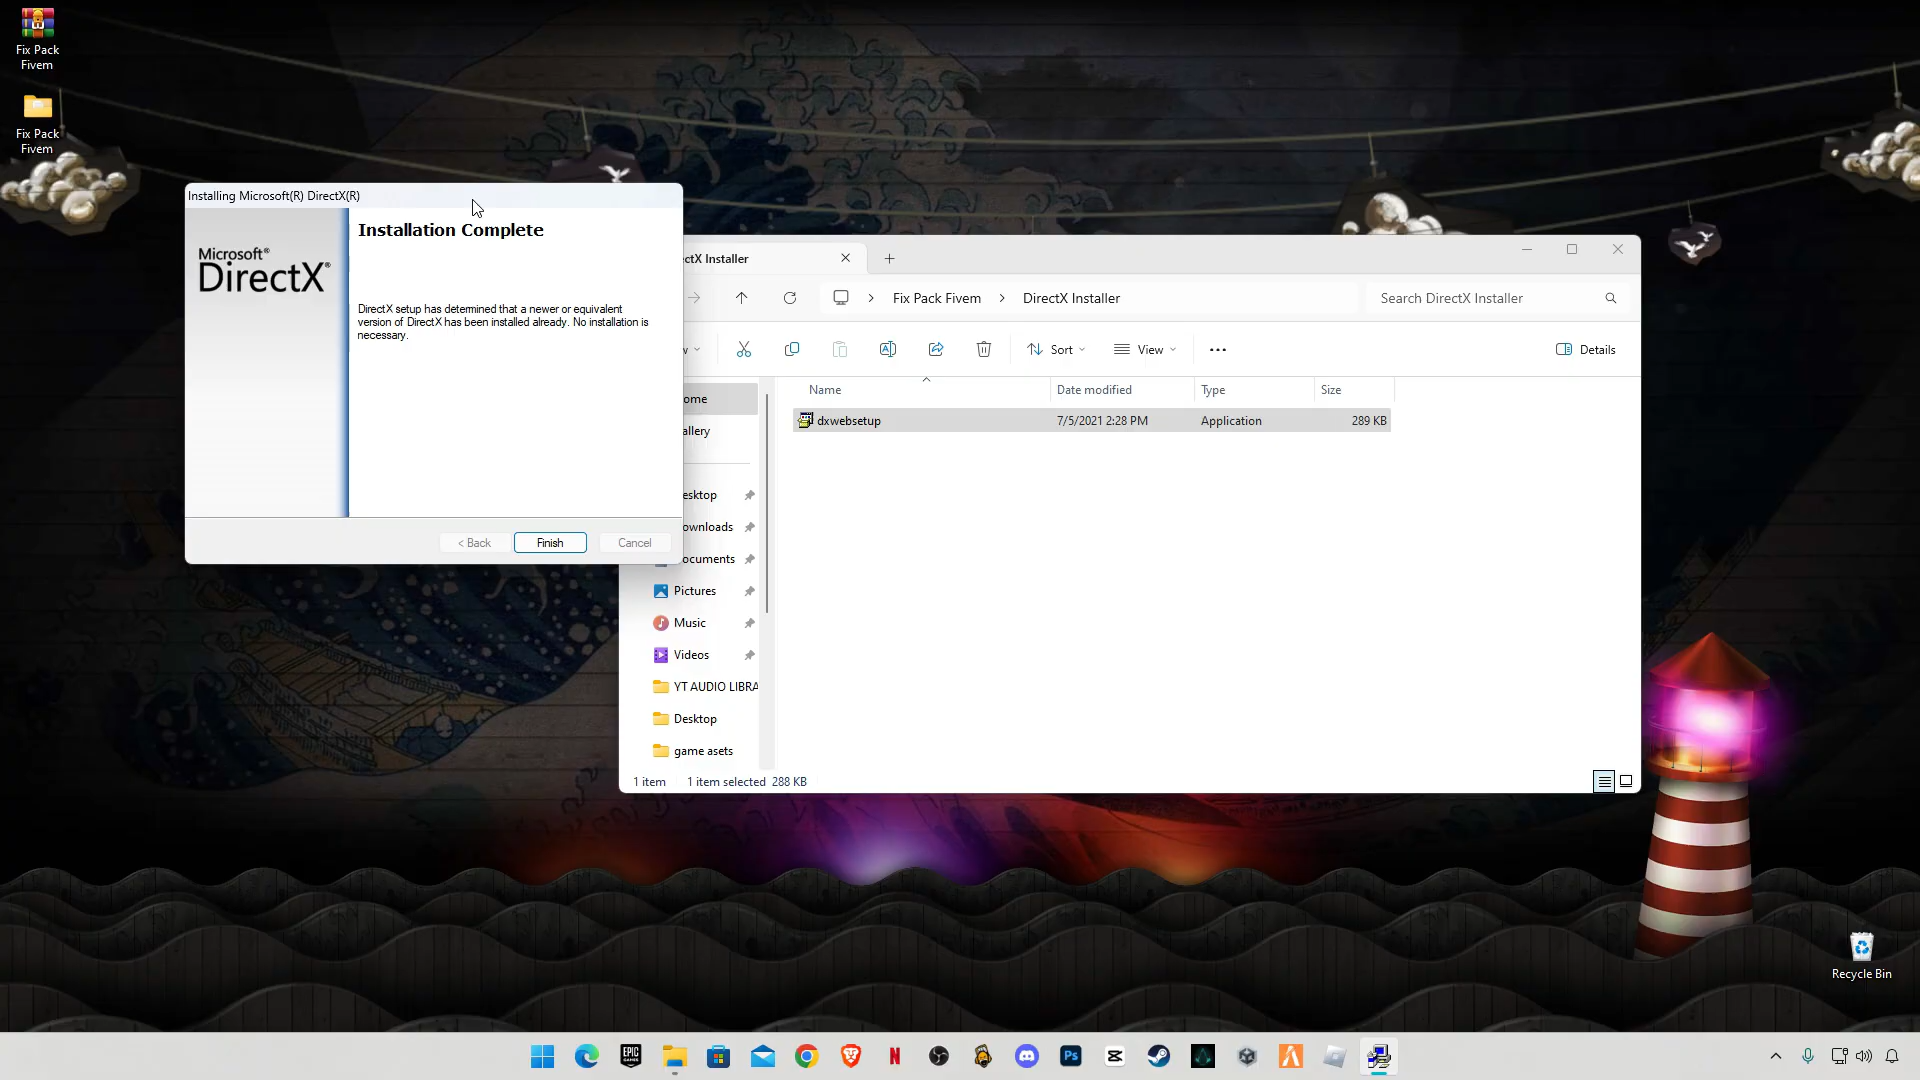 Fix Pack
Fivem
Fix Pack
Fivem
Installing Microsoft(R) DirectX(R)
Microsoft®
DirectX®
Installation Complete
DirectX setup has determined that a newer or equivalent
version of DirectX has been installed already. No installation is
necessary.
< Back
Finish
Cancel
ectX Installer
Fix Pack Fivem
DirectX Installer
Search DirectX Installer
w
Sort
View
Details
Name
Date modified
Type
Size
dxwebsetup
7/5/2021 2:28 PM
Application
289 KB
ome
allery
esktop
ownloads
ocuments
Pictures
Music
Videos
YT AUDIO LIBRA
Desktop
game asets
1 item
1 item selected 288 KB
Recycle Bin
EPIC
GAMES
N
Ps